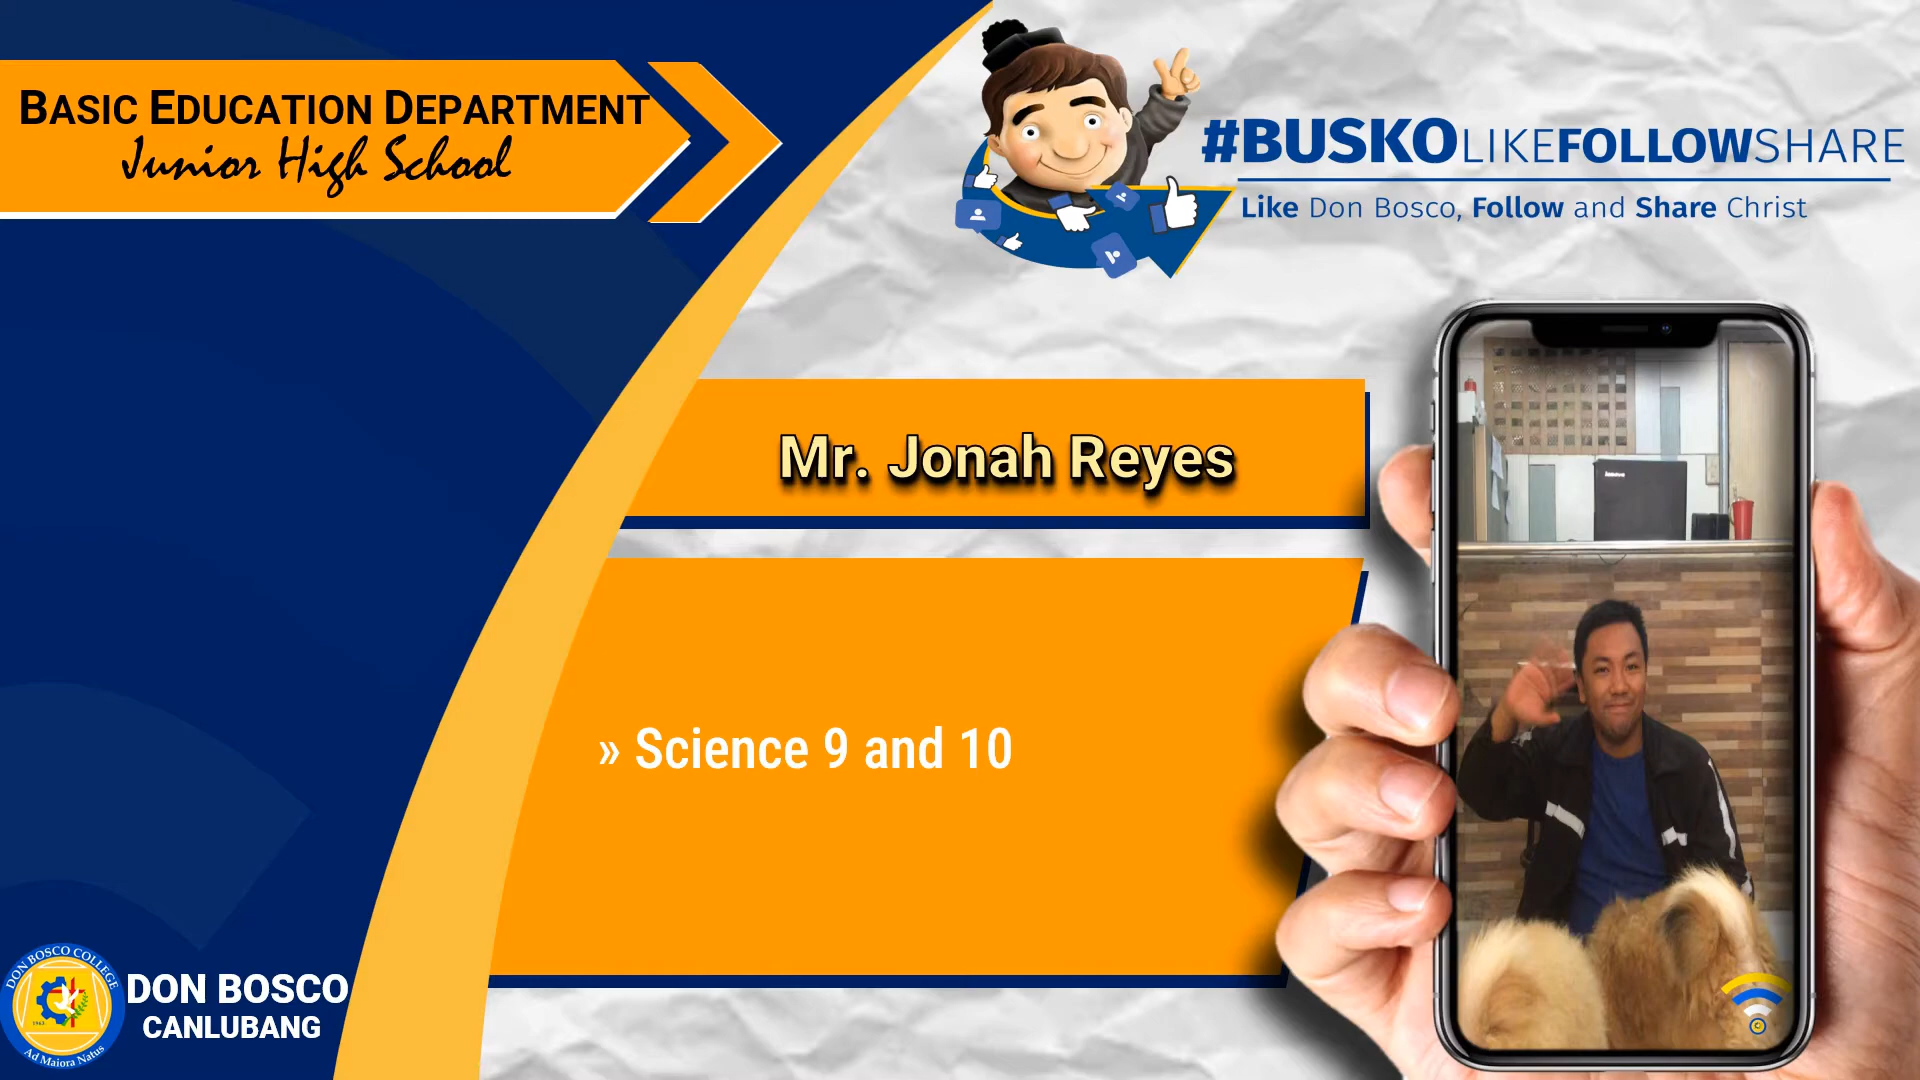 BASIC EDUCATION DEPARTMENT
Junior High School
#BUSKOLIKEFOLLOWSHARE
Like Don Bosco, Follow and Share Christ
Mr. Jonah Reyes
» Science 9 and 10
DON BOSCO COLLEGE
1963
Ad Maiora Natus
DON BOSCO
CANLUBANG